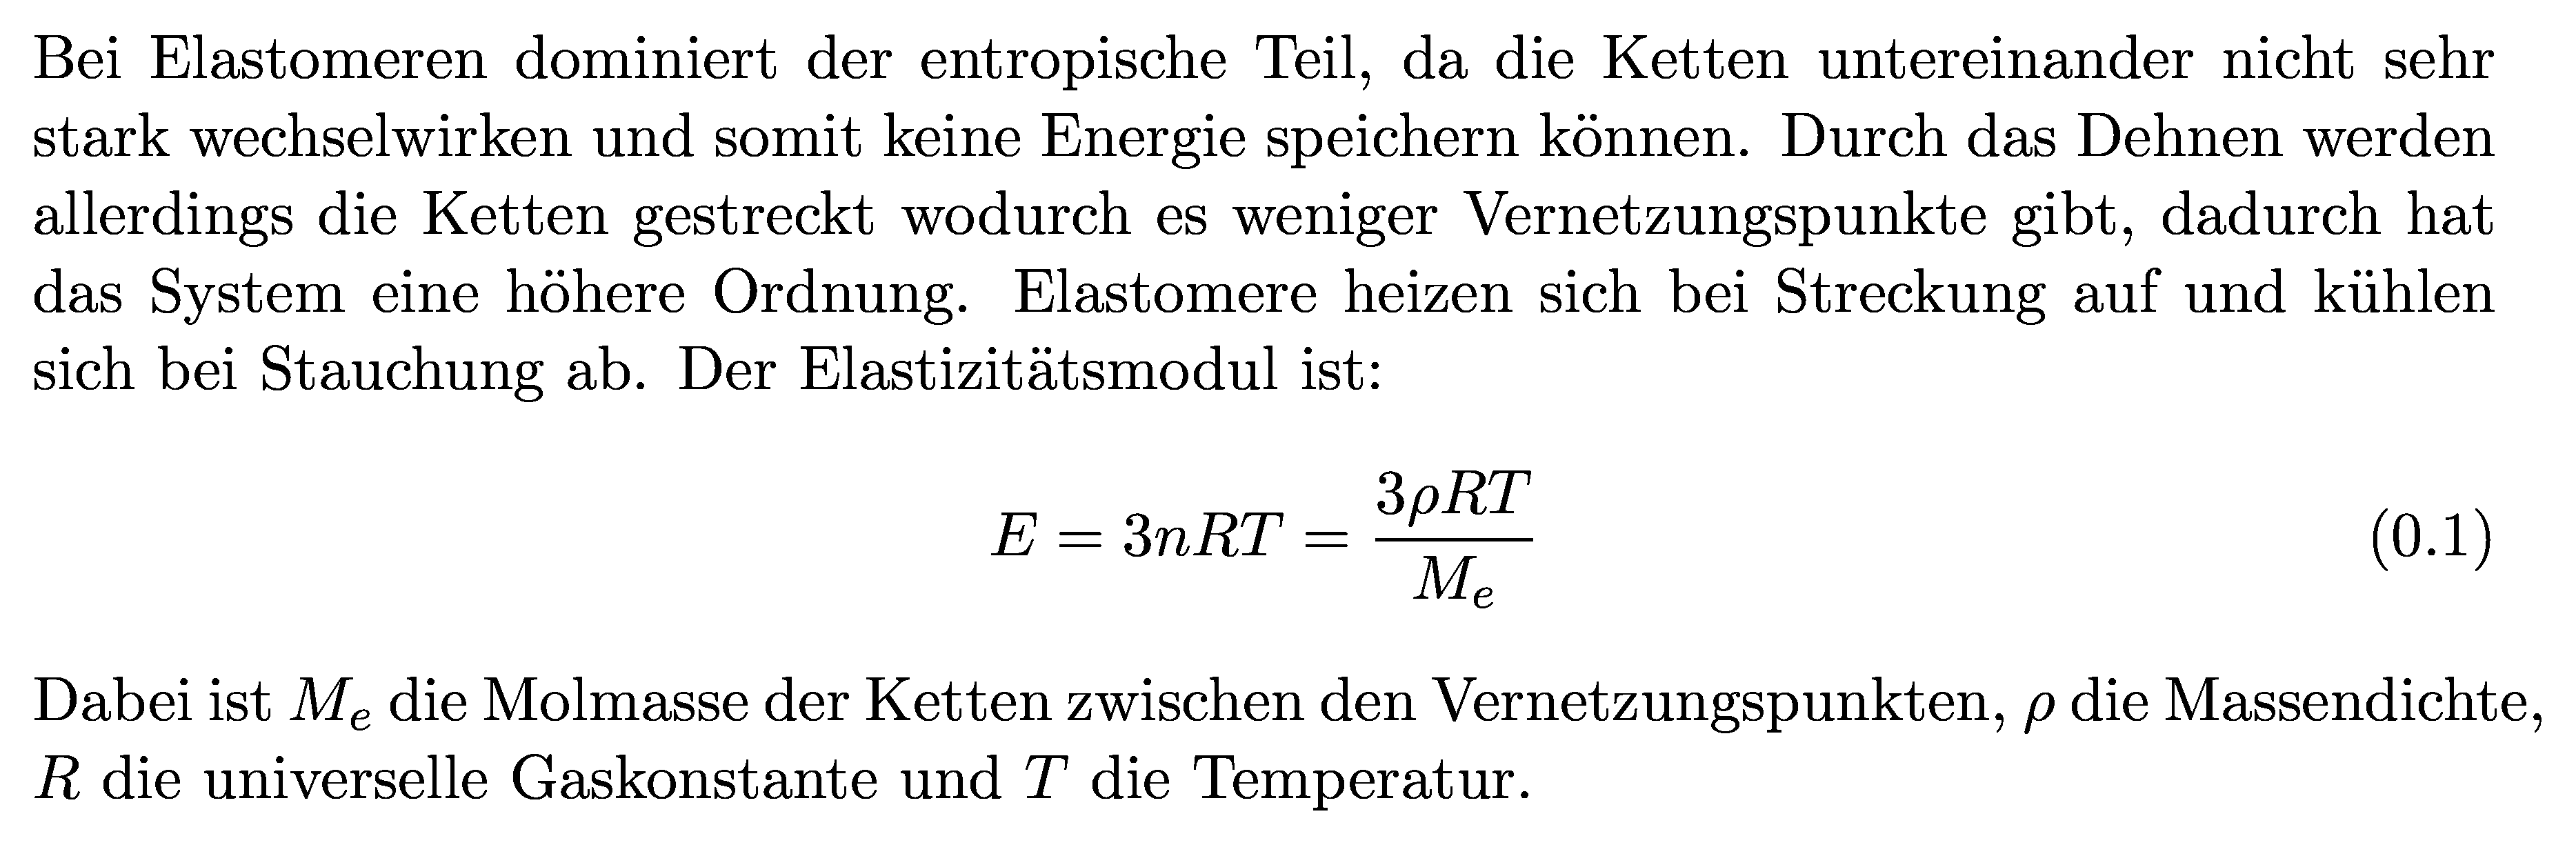 Bei Elastomeren dominiert der entropische Teil, da die Ketten untereinander nicht sehr
stark wechselwirken und somit keine Energie speichern können. Durch das Dehnen werden
allerdings die Ketten gestreckt wodurch es weniger Vernetzungspunkte gibt, dadurch hat
das System eine höhere Ordnung. Elastomere heizen sich bei Streckung auf und kühlen
sich bei Stauchung ab. Der Elastizitätsmodul ist:
$$E = 3nRT = \frac{3\rho RT}{M_e}$$ (0.1)
Dabei ist $M_e$ die Molmasse der Ketten zwischen den Vernetzungspunkten, $\rho$ die Massendichte,
$R$ die universelle Gaskonstante und $T$ die Temperatur.